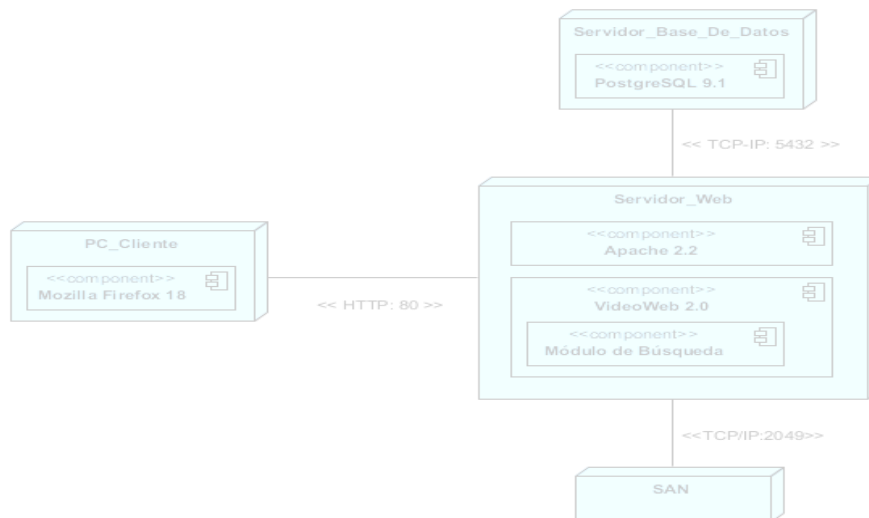 Servidor_Base_De_Datos
<<component>>
PostgreSQL 9.1
<< TCP-IP: 5432 >>
Servidor_Web
<<component>>
Apache 2.2
<<component>>
VideoWeb 2.0
<<component>>
Módulo de Búsqueda
PC_Cliente
<<component>>
Mozilla Firefox 18
<< HTTP: 80 >>
<<TCP/IP:2049>>
SAN